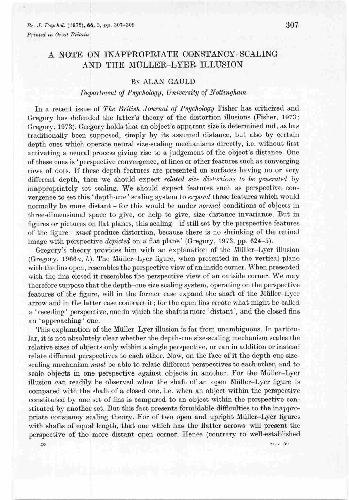 Br. J. Psychol. (1975), 66, 3, pp. 307–309 307
Printed in Great Britain
A NOTE ON INAPPROPRIATE CONSTANCY-SCALING
AND THE MÜLLER–LYER ILLUSION
BY ALAN GAULD
Department of Psychology, University of Nottingham
In a recent issue of The British Journal of Psychology Fisher has criticized and
Gregory has defended the latter's theory of the distortion illusions (Fisher, 1973;
Gregory, 1973). Gregory holds that an object's apparent size is determined not, as has
traditionally been supposed, simply by its assumed distance, but also by certain
depth cues which operate neural size-scaling mechanisms directly, i.e. without first
activating a neural process giving rise to a judgement of the object's distance. One
of these cues is 'perspective convergence, of lines or other features such as converging
rows of dots. If these depth features are presented on surfaces having no or very
different depth, then we should expect related size distortions to be generated by
inappropriately set scaling. We should expect features such as perspective, con-
vergence to set this 'depth-cue' scaling system to expand those features which would
normally be more distant – for this would be under normal conditions of objects in
three-dimensional space to give, or help to give, size distance invariance. But in
figures or pictures on flat planes, this scaling – if still set by the perspective features
of the figure – must produce distortion, because there is no shrinking of the retinal
image with perspective depicted on a flat plane' (Gregory, 1973, pp. 624–5).
Gregory's theory provides him with an explanation of the Müller–Lyer illusion
(Gregory, 1966a, b). The Müller–Lyer figure, when presented in the vertical plane
with the fins open, resembles the perspective view of an inside corner. When presented
with the fins closed it resembles the perspective view of an outside corner. We may
therefore suppose that the depth-cue size scaling system, operating on the perspective
features of the figure, will in the former case expand the shaft of the Müller–Lyer
arrow and in the latter case contract it; for the open fins create what might be called
a 'receding' perspective, one in which the shaft is more 'distant', and the closed fins
an 'approaching' one.
This explanation of the Müller–Lyer illusion is far from unambiguous. In particu-
lar, it is not absolutely clear whether the depth-cue size-scaling mechanism scales the
relative sizes of objects only within a single perspective, or can in addition or instead
relate different perspectives to each other. Now, on the face of it the depth-cue size-
scaling mechanism must be able to relate different perspectives to each other, and to
scale objects in one perspective against objects in another. For the Müller–Lyer
illusion can readily be observed when the shaft of an open Müller–Lyer figure is
compared with the shaft of a closed one, i.e. when an object within the perspective
constituted by one set of fins is compared to an object within the perspective con-
stituted by another set. But this fact presents formidable difficulties to the inappro-
priate constancy scaling theory. For of two open and upright Müller–Lyer figures
with shafts of equal length, that one which has the flatter arrows will present the
perspective of the more distant open corner. Hence (contrary to well-established